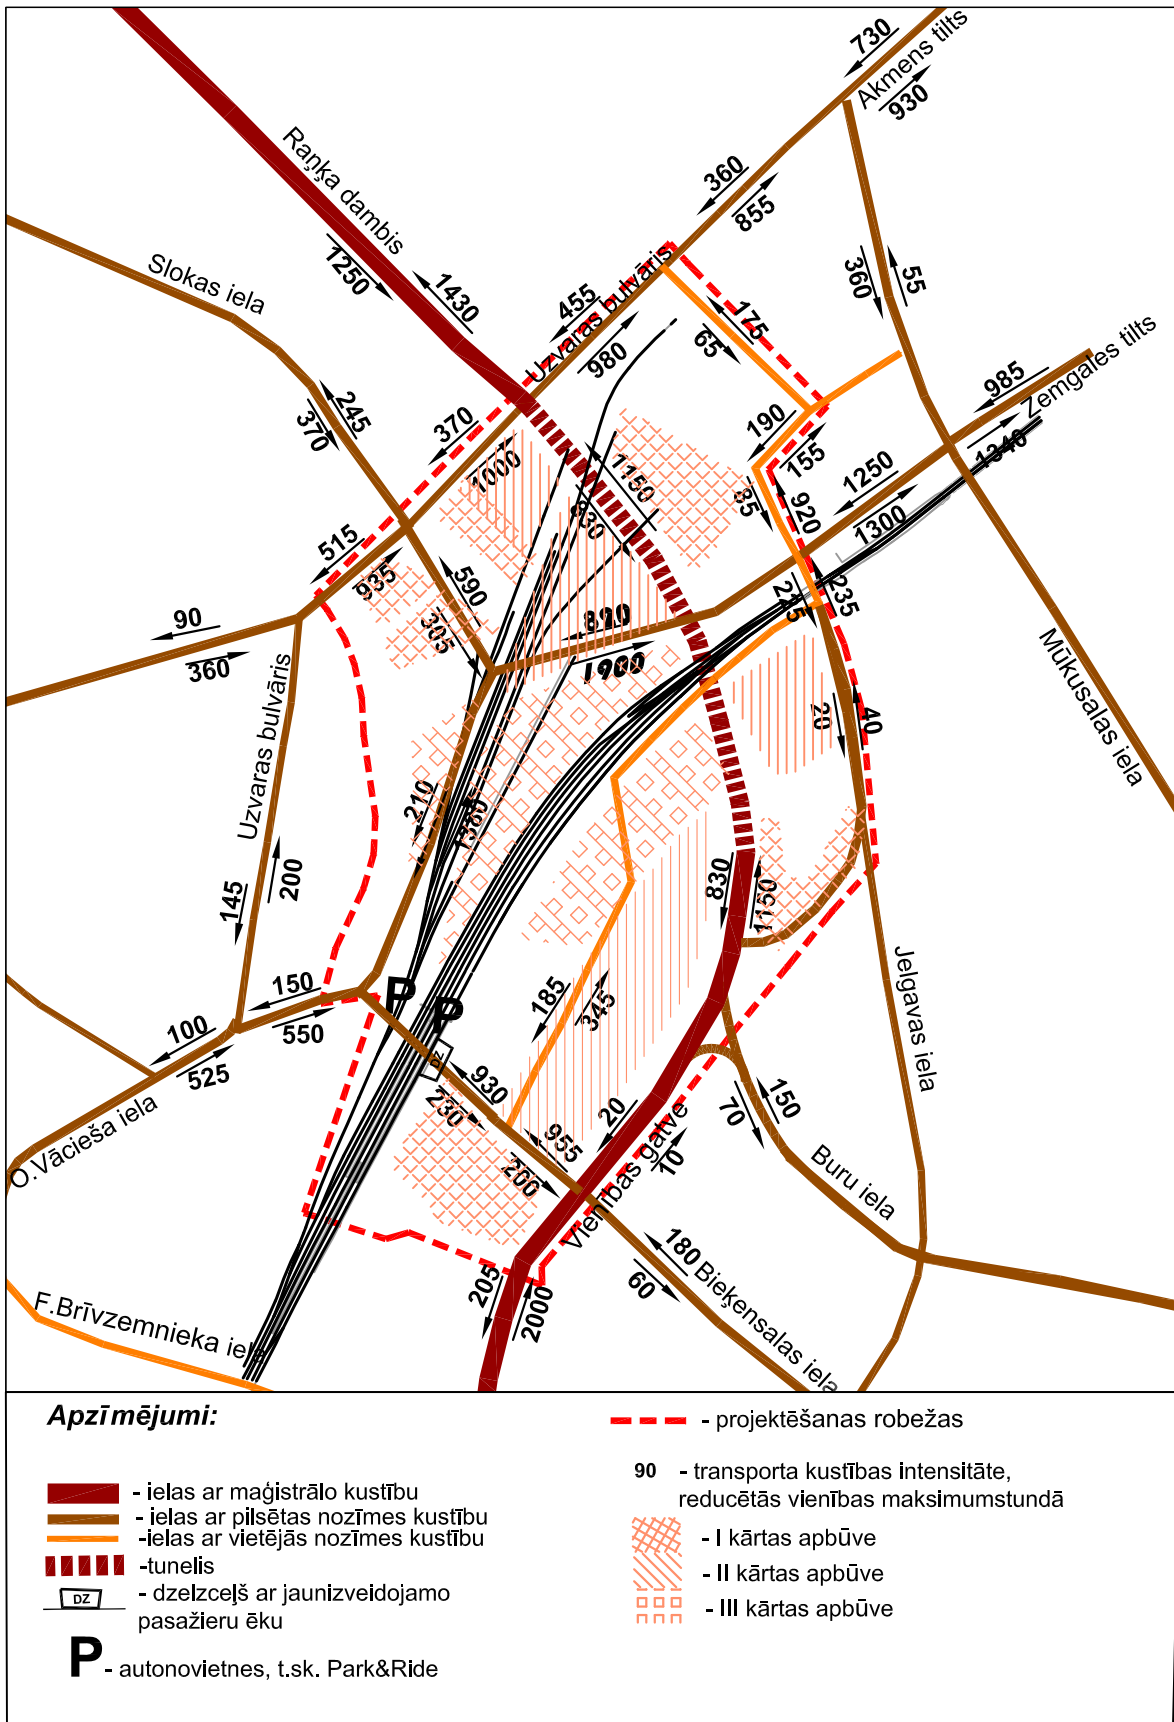 730
Akmens tilts
930
360
855
Raņķa dambis
1250
1430
Slokas iela
455
Uzvaras bulvāris
980
175
65
360
55
985
Zemgales tilts
1340
245
370
370
1000
1150
830
190
155
1250
1300
85
920
515
935
590
305
90
360
225
235
1900
Uzvaras bulvāris
20
40
Mūkusalas iela
210
1380
145
200
830
1150
150
550
100
525
P
P
DZ
185
345
Jelgavas iela
O.Vācieša iela
930
230
955
200
20
10
Vienības gatve
70
150
Buru iela
180
60
Bieķensalas iela
205
2000
F.Brīvzemnieka iela
Apzīmējumi:
- ielas ar maģistrālo kustību
- ielas ar pilsētas nozīmes kustību
-ielas ar vietējās nozīmes kustību
-tunelis
DZ - dzelzceļš ar jaunizveidojamo
pasažieru ēku
P - autonovietnes, t.sk. Park&Ride
- projektēšanas robežas
90 - transporta kustības intensitāte,
reducētās vienības maksimumstundā
- I kārtas apbūve
- II kārtas apbūve
- III kārtas apbūve